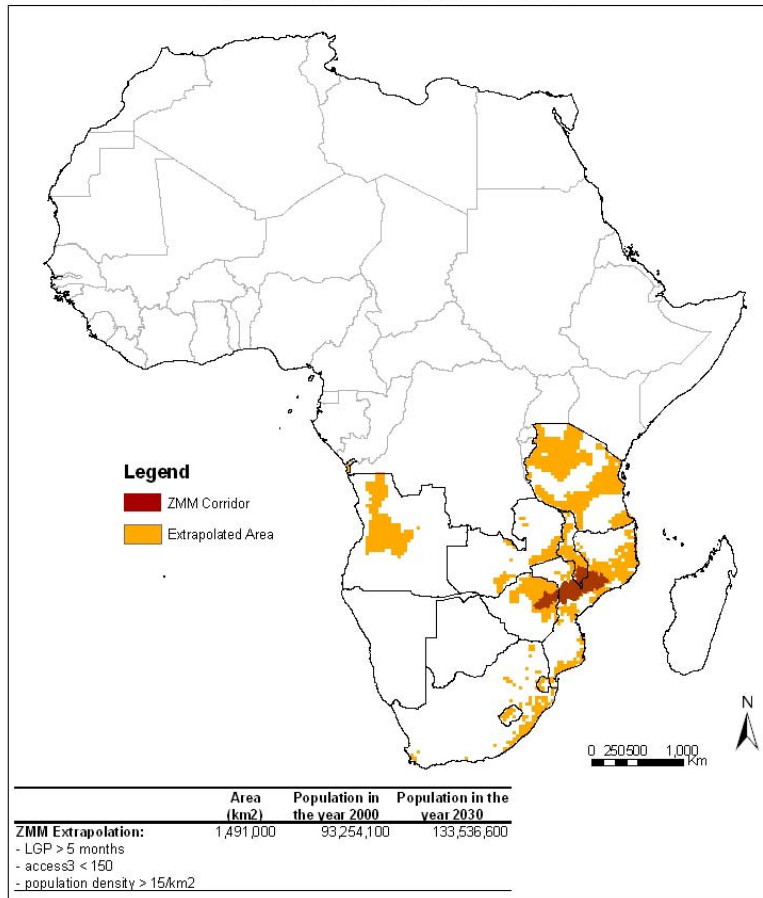 Legend
ZMM Corridor
Extrapolated Area
N
0 250500 1,000
Km
Area (km2) Population in the year 2000 Population in the year 2030
ZMM Extrapolation: 1,491,000 93,254,100 133,536,600
- LGP > 5 months
- access3 < 150
- population density > 15/km2